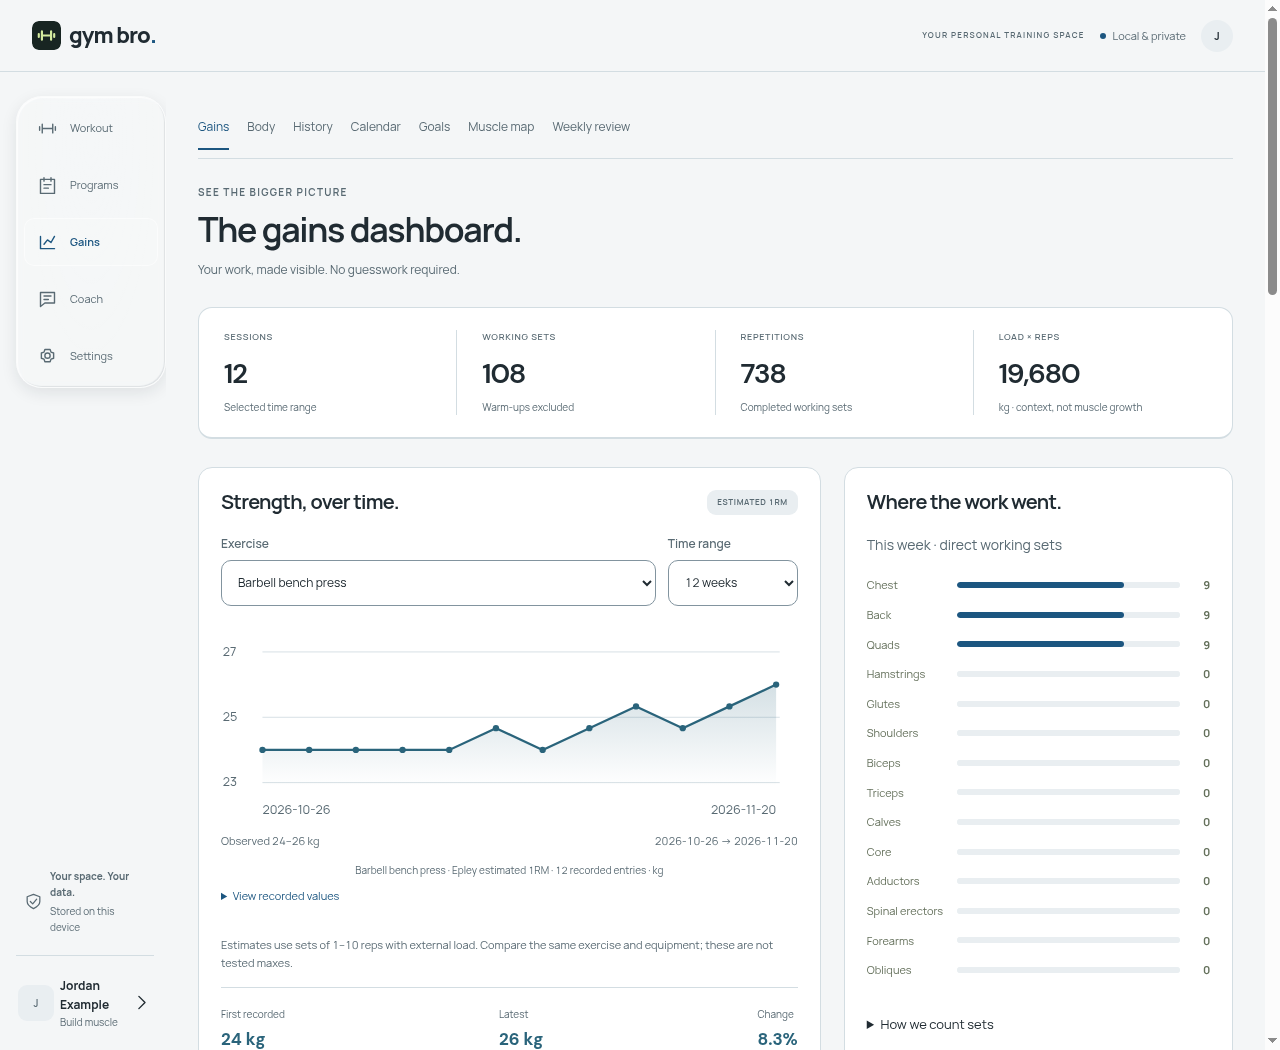 gym bro.
YOUR PERSONAL TRAINING SPACE
Local & private
J
Workout
Programs
Gains
Coach
Settings
Your space. Your
data.
Stored on this
device
J
Jordan
Example
Build muscle
Gains Body History Calendar Goals Muscle map Weekly review
SEE THE BIGGER PICTURE
The gains dashboard.
Your work, made visible. No guesswork required.
SESSIONS
12
Selected time range
WORKING SETS
108
Warm-ups excluded
REPETITIONS
738
Completed working sets
LOAD × REPS
19,680
kg · context, not muscle growth
Strength, over time.
ESTIMATED 1RM
Exercise
Barbell bench press
Time range
12 weeks
27
25
23
2026-10-26
2026-11-20
Observed 24–26 kg
2026-10-26 → 2026-11-20
Barbell bench press · Epley estimated 1RM · 12 recorded entries · kg
View recorded values
Estimates use sets of 1–10 reps with external load. Compare the same exercise and equipment; these are not
tested maxes.
First recorded
24 kg
Latest
26 kg
Change
8.3%
Where the work went.
This week · direct working sets
Chest 9
Back 9
Quads 9
Hamstrings 0
Glutes 0
Shoulders 0
Biceps 0
Triceps 0
Calves 0
Core 0
Adductors 0
Spinal erectors 0
Forearms 0
Obliques 0
How we count sets